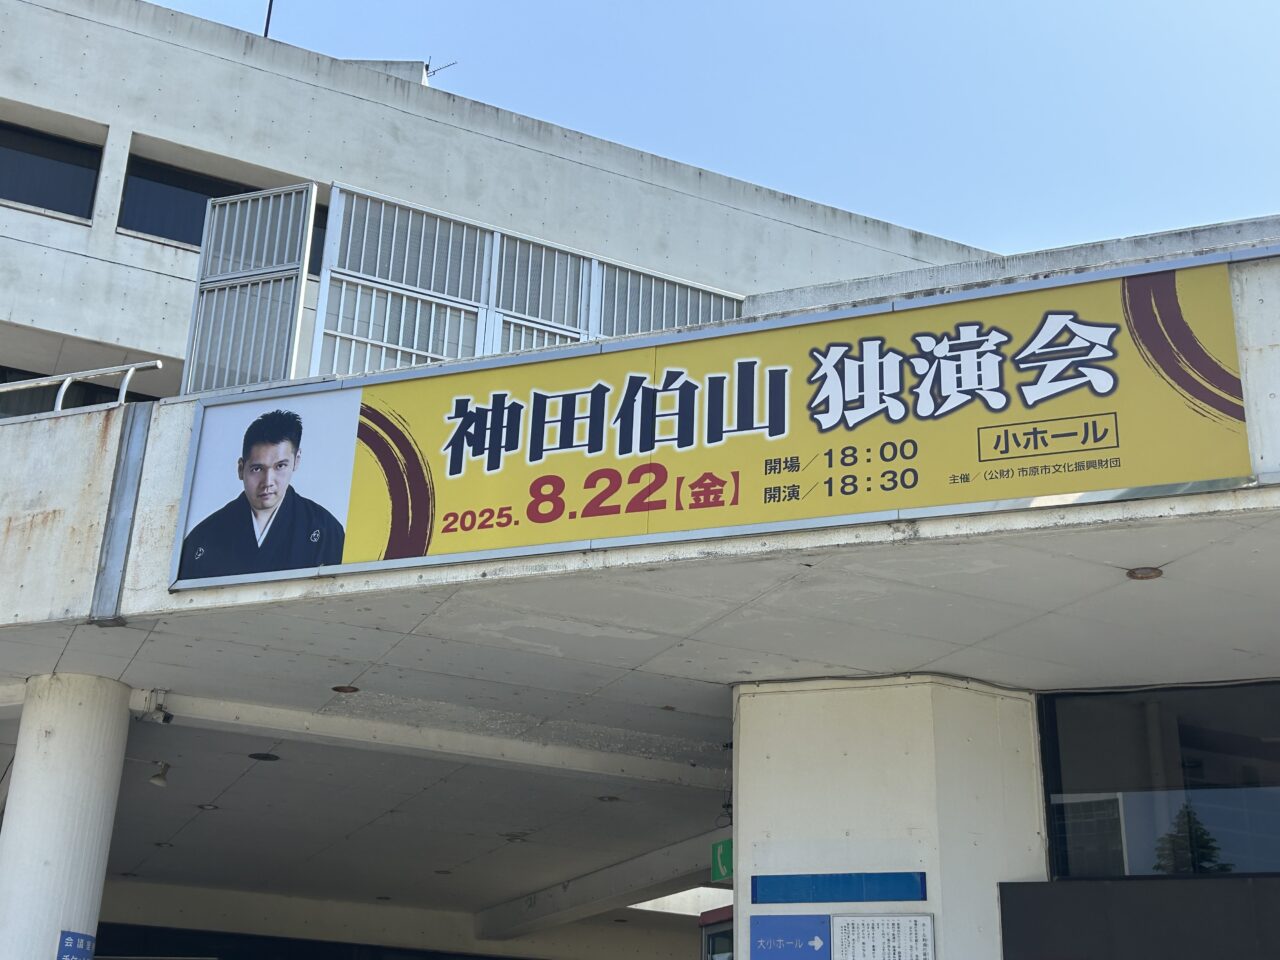 神田伯山 独演会
2025. 8.22【金】
開場／18：00
開演／18：30
小ホール
主催／（公財）市原市文化振興財団
大小ホール